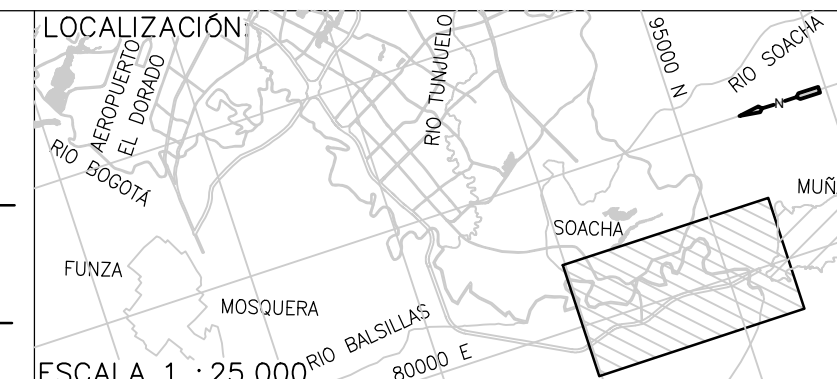 LOCALIZACIÓN:
AEROPUERTO
EL DORADO
RIO BOGOTÁ
RIO TUNJUELO
95000 N
RIO SOACHA
N
MUÑ
SOACHA
FUNZA
MOSQUERA
RIO BALSILLAS
80000 E
ESCALA 1 : 25.000